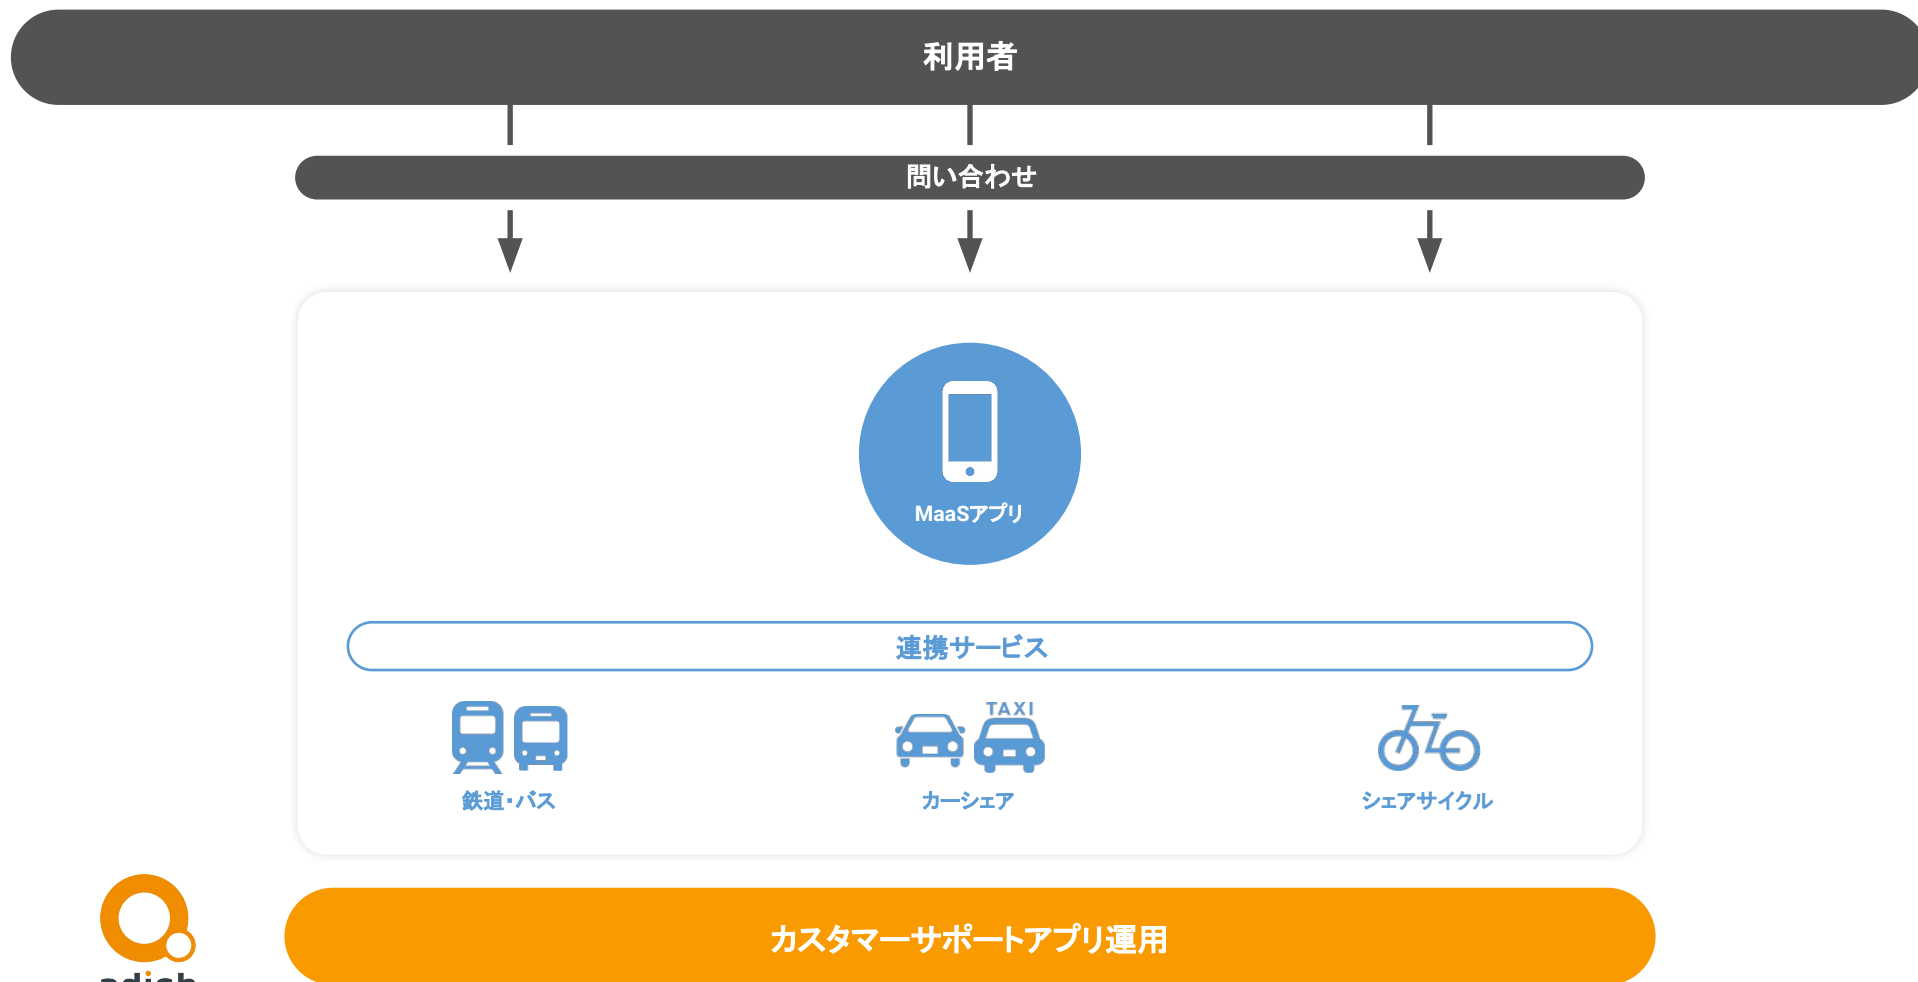 利用者
問い合わせ
MaaSアプリ
連携サービス
TAXI
鉄道・バス
カーシェア
シェアサイクル
カスタマーサポートアプリ運用
adish